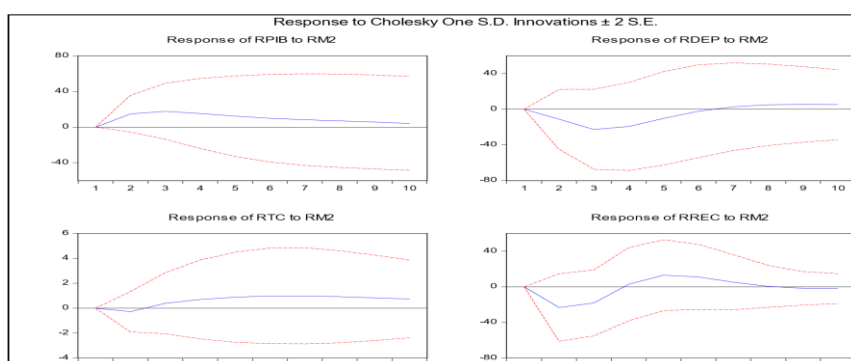 Response to Cholesky One S.D. Innovations ± 2 S.E.
Response of RPIB to RM2
80
40
0
-40
1 2 3 4 5 6 7 8 9 10
Response of RDEP to RM2
40
0
-40
-80
1 2 3 4 5 6 7 8 9 10
Response of RTC to RM2
6
4
2
0
-2
-4
Response of RREC to RM2
40
0
-40
-80